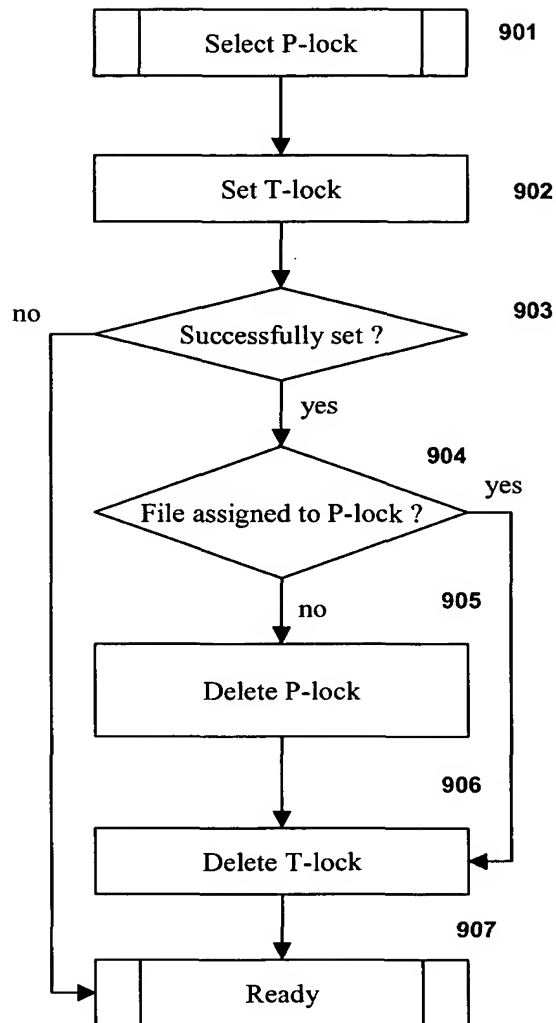 Select P-lock
901
Set T-lock
902
no
Successfully set ?
903
yes
904
yes
File assigned to P-lock ?
905
no
Delete P-lock
906
Delete T-lock
907
Ready